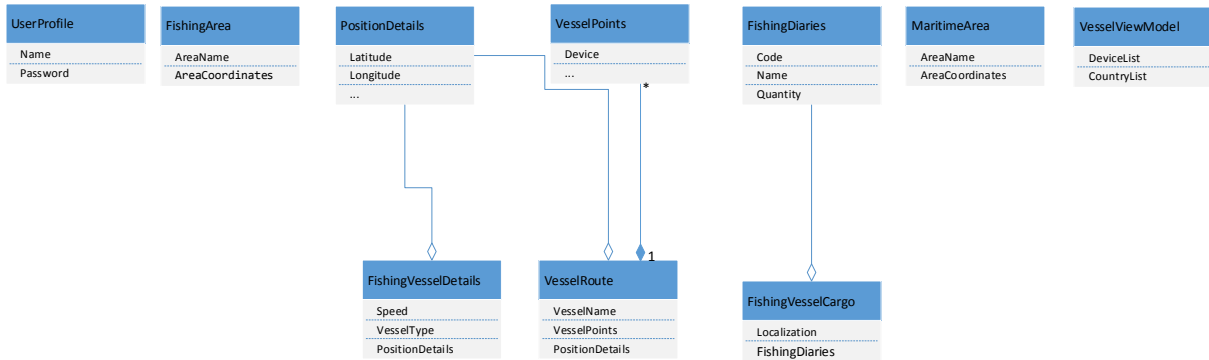 UserProfile
Name
Password
FishingArea
AreaName
AreaCoordinates
PositionDetails
Latitude
Longitude
...
VesselPoints
Device
...
*
FishingDiaries
Code
Name
Quantity
MaritimeArea
AreaName
AreaCoordinates
VesselViewModel
DeviceList
CountryList
FishingVesselDetails
Speed
VesselType
PositionDetails
1
VesselRoute
VesselName
VesselPoints
PositionDetails
FishingVesselCargo
Localization
FishingDiaries